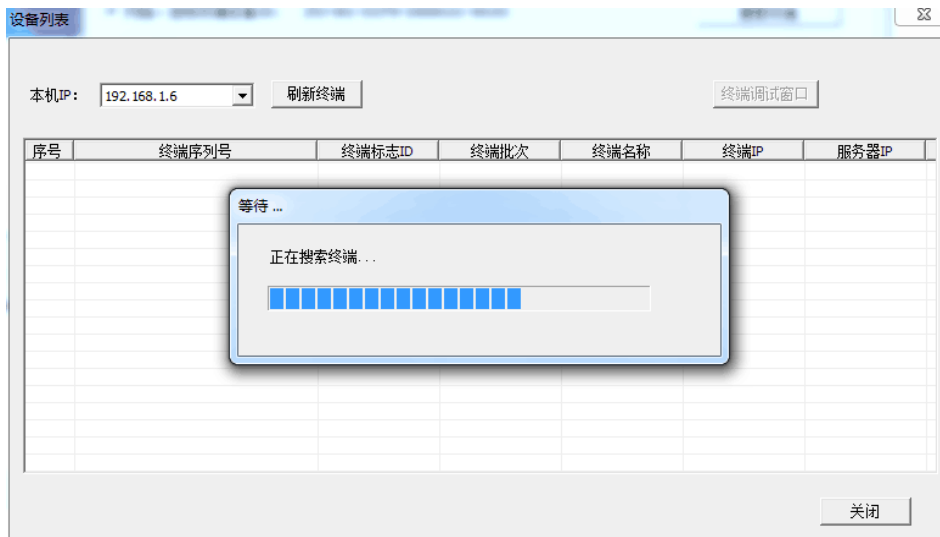 设备列表
本机IP: 192.168.1.6 刷新终端 终端调试窗口
序号 终端序列号 终端标志ID 终端批次 终端名称 终端IP 服务器IP
等待 ...
正在搜索终端...
关闭